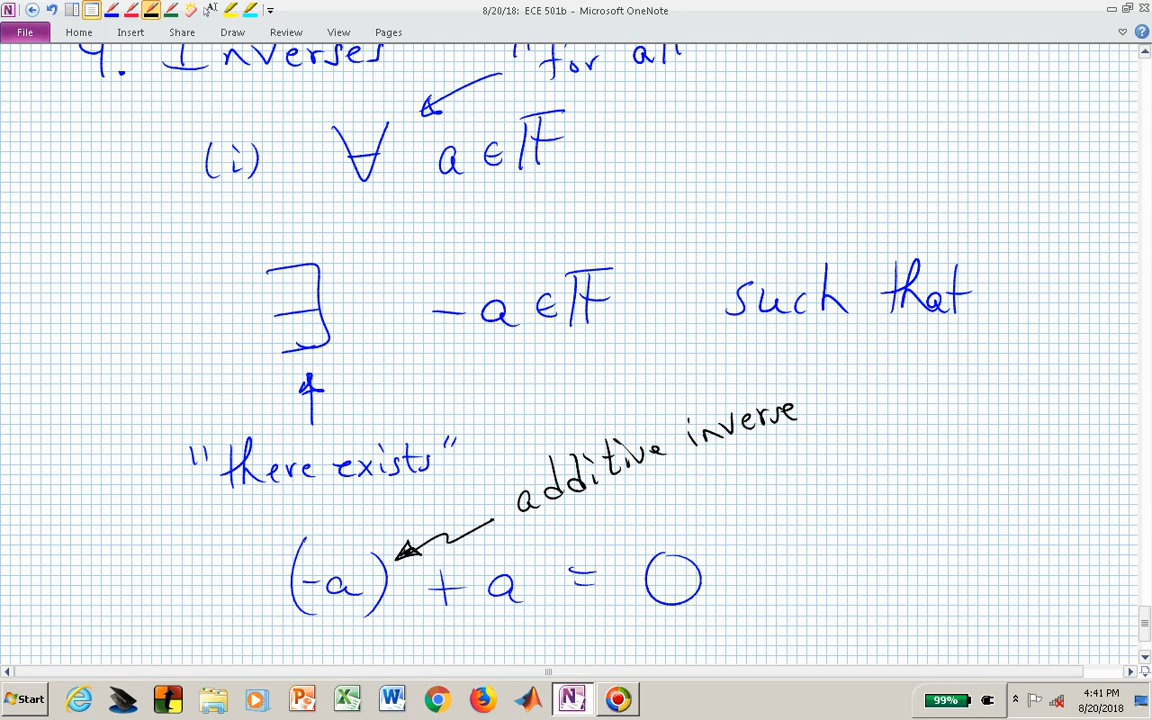 8/20/18: ECE 501b - Microsoft OneNote
File Home Insert Share Draw Review View Pages
4. Inverses "for all"
(i) ∀ a ∈ 𝔽
∃ -a ∈ 𝔽 such that
"there exists"
additive inverse
(-a) + a = 0
Start
99%
4:41 PM
8/20/2018